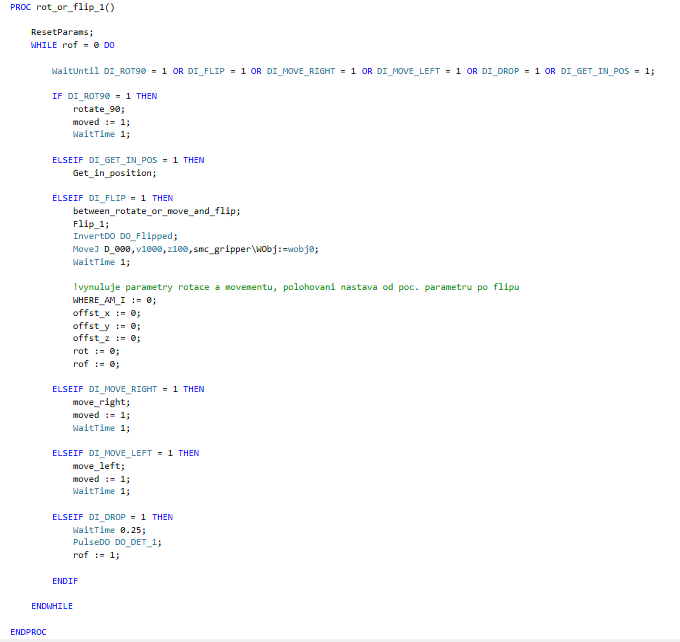 PROC rot_or_flip_1()
ResetParams;
WHILE rof = 0 DO
WaitUntil DI_ROT90 = 1 OR DI_FLIP = 1 OR DI_MOVE_RIGHT = 1 OR DI_MOVE_LEFT = 1 OR DI_DROP = 1 OR DI_GET_IN_POS = 1;
IF DI_ROT90 = 1 THEN
rotate_90;
moved := 1;
WaitTime 1;
ELSEIF DI_GET_IN_POS = 1 THEN
Get_in_position;
ELSEIF DI_FLIP = 1 THEN
between_rotate_or_move_and_flip;
Flip_1;
InvertDO DO_Flipped;
MoveJ D_000,v1000,z100,smc_gripper\WObj:=wobj0;
WaitTime 1;
!vynuluje parametry rotace a movementu, polohovani nastava od poc. parametru po flipu
WHERE_AM_I := 0;
offst_x := 0;
offst_y := 0;
offst_z := 0;
rot := 0;
rof := 0;
ELSEIF DI_MOVE_RIGHT = 1 THEN
move_right;
moved := 1;
WaitTime 1;
ELSEIF DI_MOVE_LEFT = 1 THEN
move_left;
moved := 1;
WaitTime 1;
ELSEIF DI_DROP = 1 THEN
WaitTime 0.25;
PulseDO DO_DET_1;
rof := 1;
ENDIF
ENDWHILE
ENDPROC